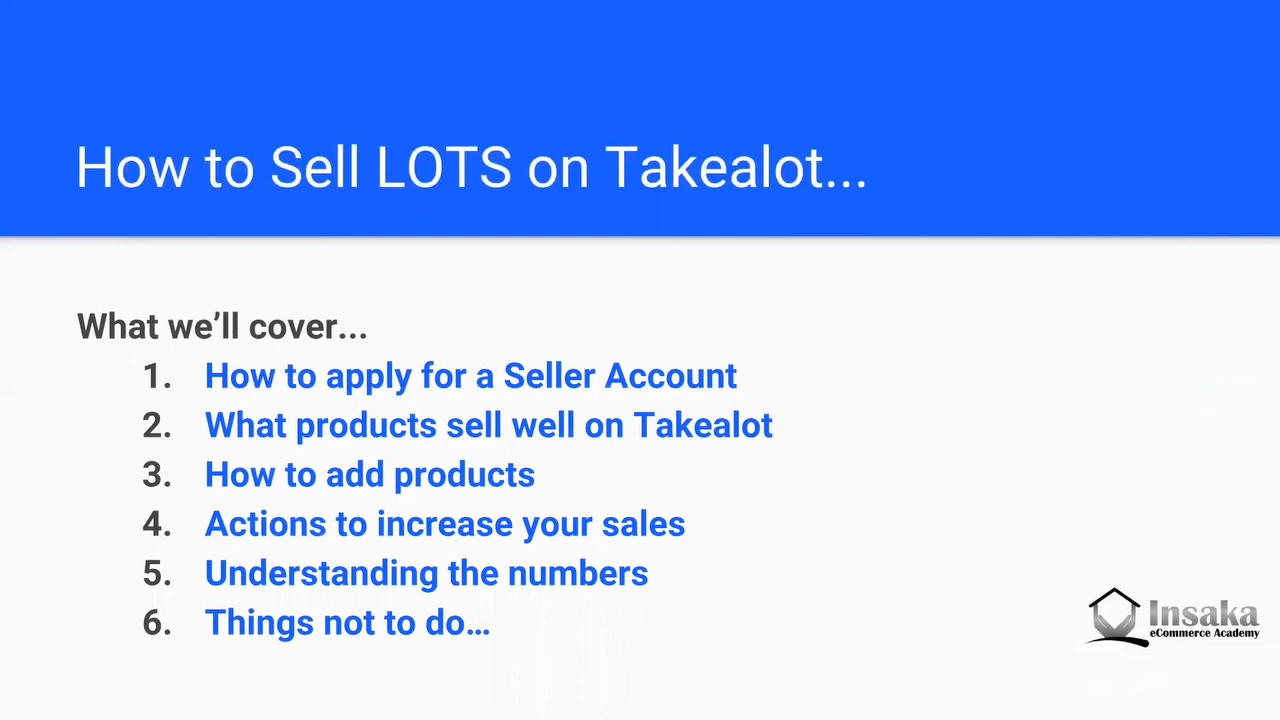 How to Sell LOTS on Takealot...
What we’ll cover...
1. How to apply for a Seller Account
2. What products sell well on Takealot
3. How to add products
4. Actions to increase your sales
5. Understanding the numbers
6. Things not to do…
Insaka
eCommerce Academy